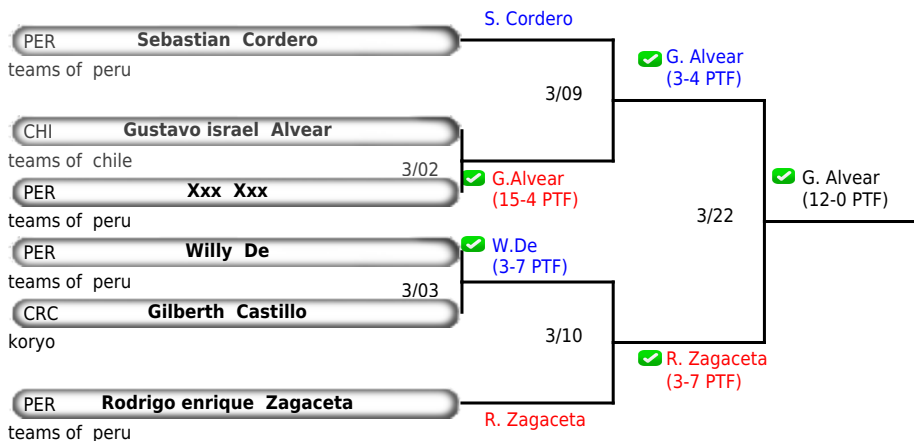 S. Cordero
PER Sebastian Cordero
teams of peru
G. Alvear
(3-4 PTF)
3/09
CHI Gustavo israel Alvear
teams of chile
3/02
G.Alvear
(15-4 PTF)
PER Xxx Xxx
teams of peru
G. Alvear
(12-0 PTF)
3/22
PER Willy De
teams of peru
W.De
(3-7 PTF)
3/03
CRC Gilberth Castillo
koryo
3/10
R. Zagaceta
(3-7 PTF)
PER Rodrigo enrique Zagaceta
teams of peru
R. Zagaceta